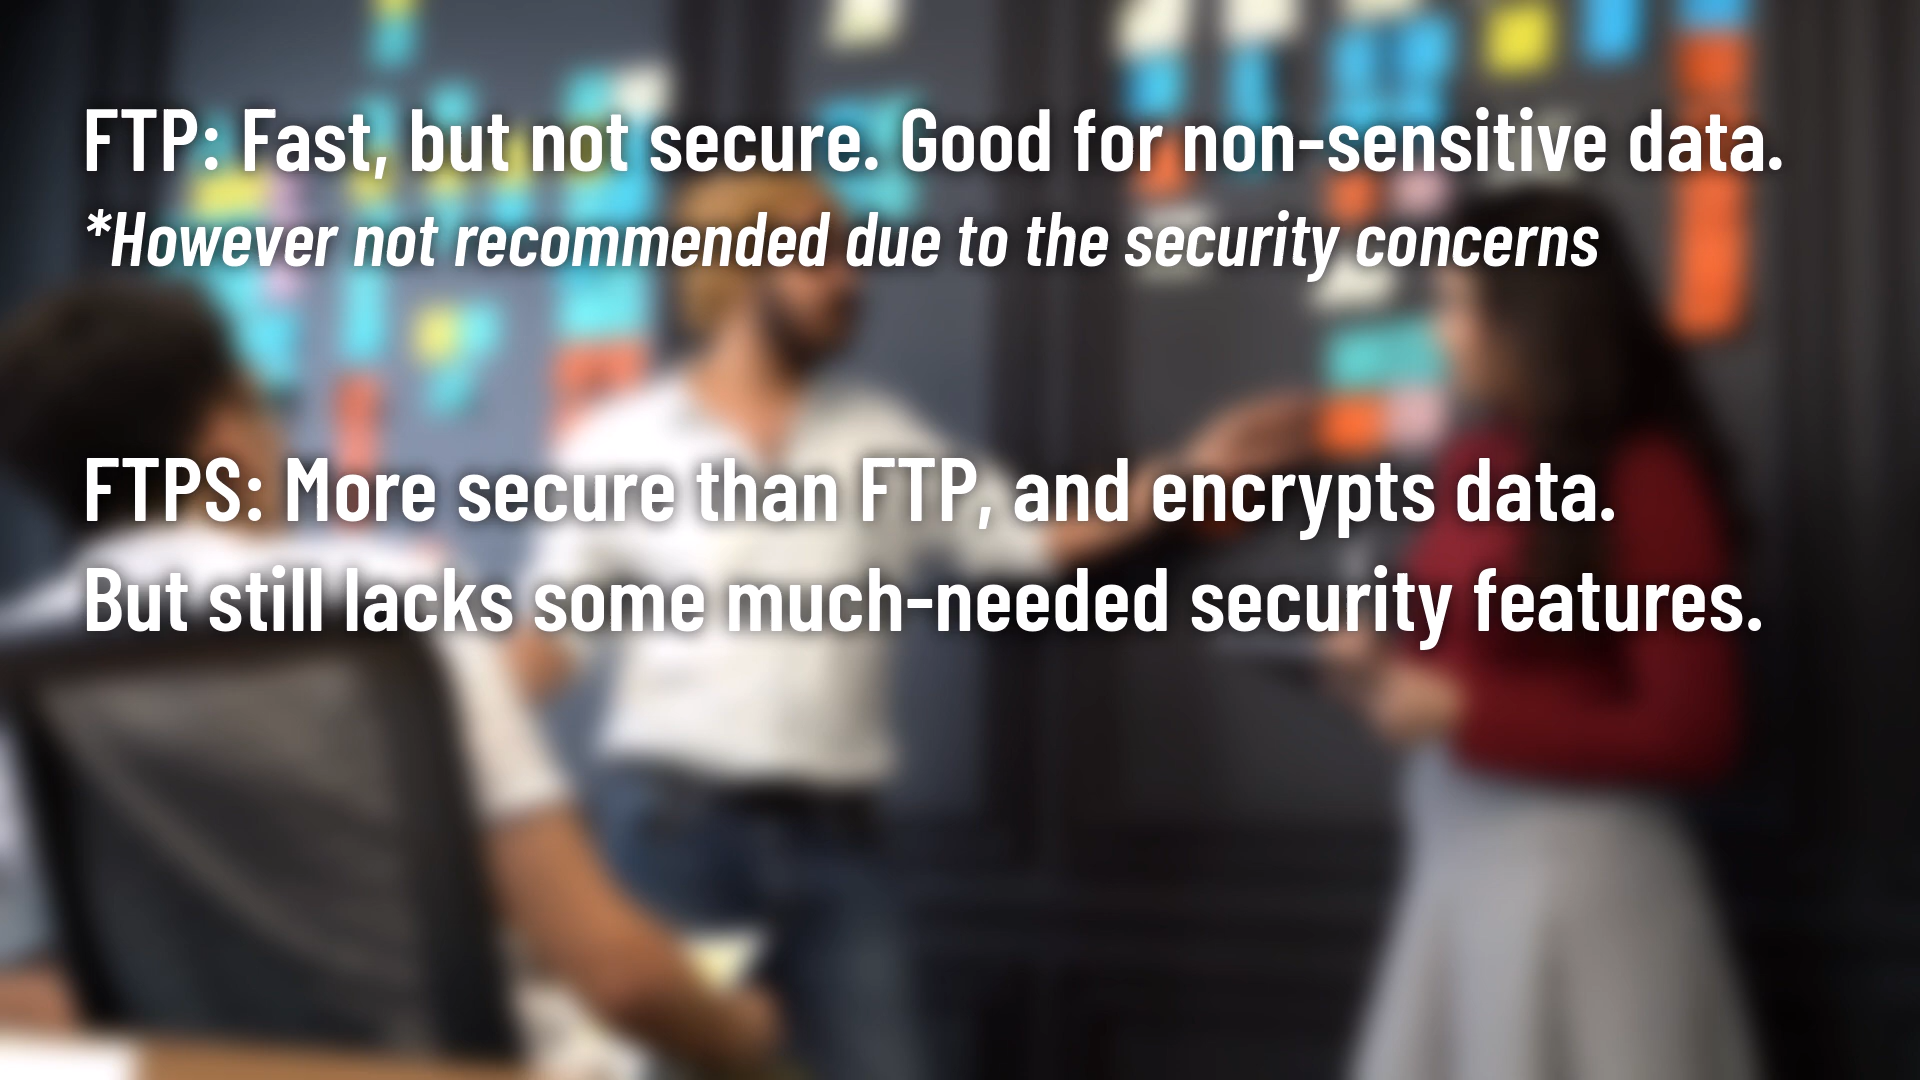 FTP: Fast, but not secure. Good for non-sensitive data.
*However not recommended due to the security concerns
FTPS: More secure than FTP, and encrypts data.
But still lacks some much-needed security features.